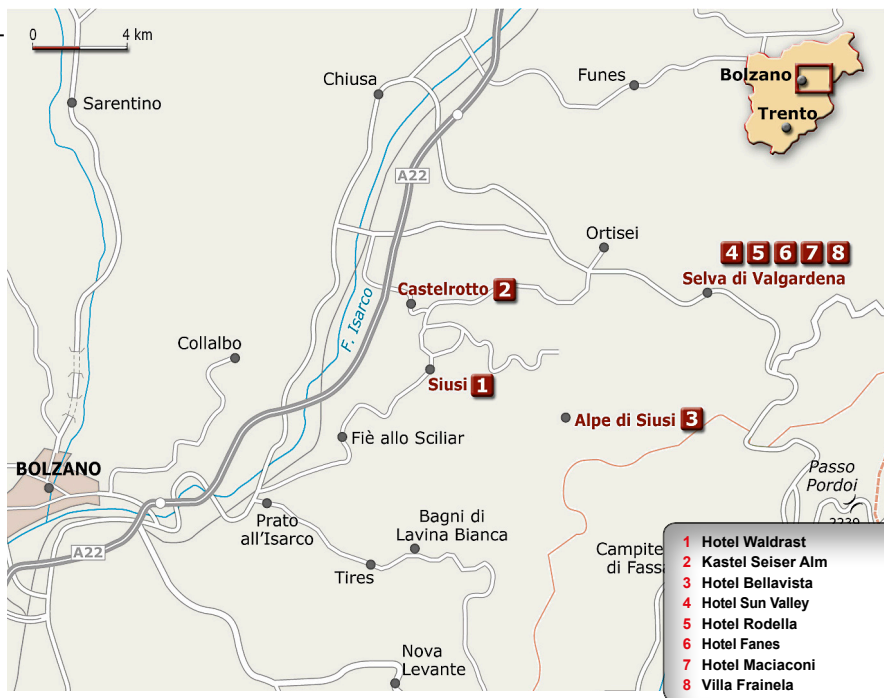 0 4 km
Sarentino
Chiusa
Funes
Bolzano
Trento
A22
Ortisei
4 5 6 7 8
Selva di Valgardena
Castelrotto 2
F. Isarco
Collalbo
Siusi 1
Alpe di Siusi 3
Fiè allo Sciliar
BOLZANO
Passo
Pordoi
2239
Prato
all'Isarco
Bagni di
Lavina Bianca
A22
Tires
Campite
di Fassa
Nova
Levante
1 Hotel Waldrast
2 Kastel Seiser Alm
3 Hotel Bellavista
4 Hotel Sun Valley
5 Hotel Rodella
6 Hotel Fanes
7 Hotel Maciaconi
8 Villa Frainela